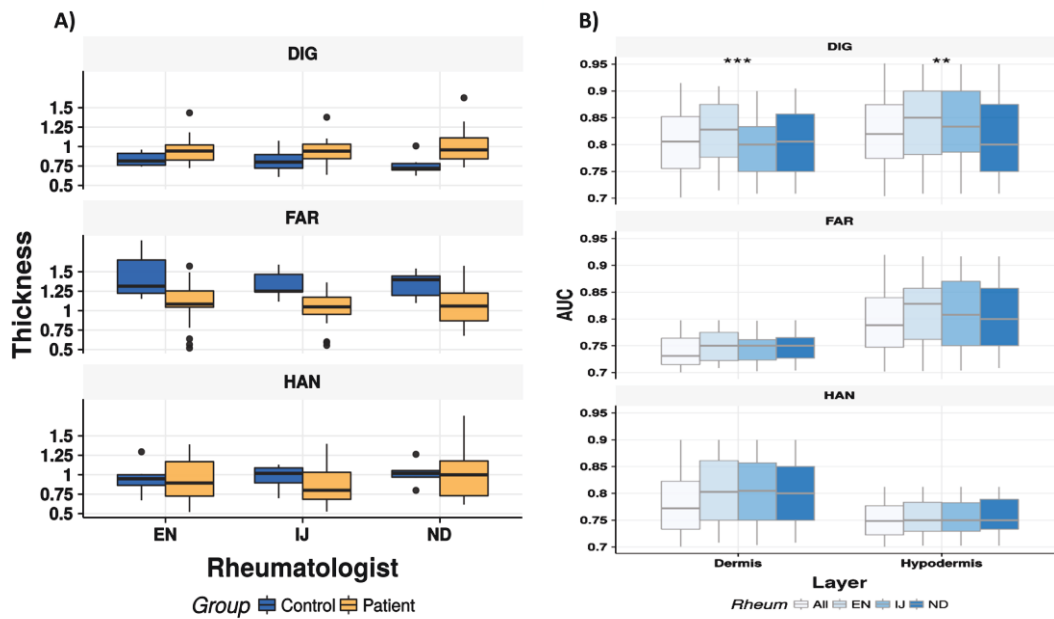 A)
DIG
1.5
1.25
1
0.75
0.5
FAR
1.5
1.25
1
0.75
0.5
HAN
1.5
1.25
1
0.75
0.5
Thickness
EN IJ ND
Rheumatologist
Group Control Patient
B)
DIG
*** **
0.95
0.9
0.85
0.8
0.75
0.7
FAR
0.95
0.9
0.85
0.8
0.75
0.7
HAN
0.95
0.9
0.85
0.8
0.75
0.7
AUC
Dermis Hypodermis
Layer
Rheum All EN IJ ND